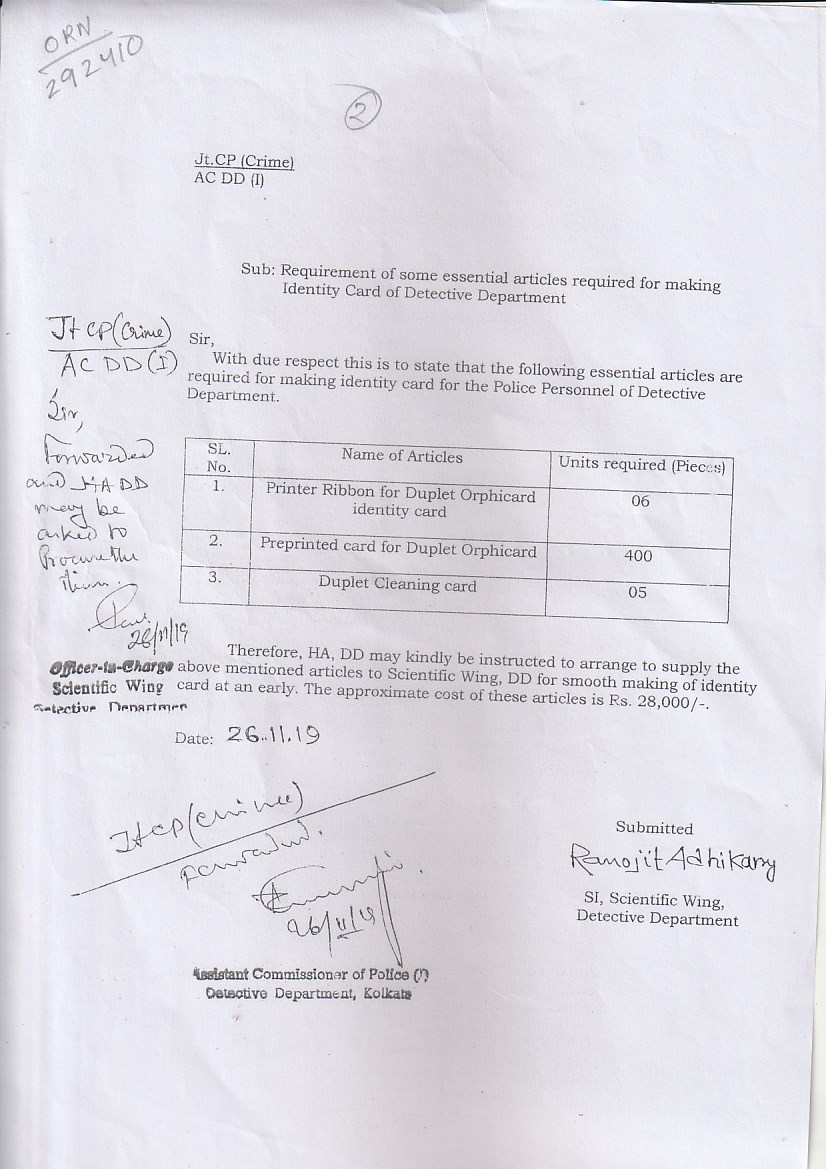 ORN
292410
2
Jt.CP (Crime)
AC DD (I)
Sub: Requirement of some essential articles required for making
Identity Card of Detective Department
Jt CP (Crime)
AC DD (I)
Sir,
Forwarded
and HA DD
may be
asked to
Procure the
them.
26/11/19
Officer-in-Charge
Scientific Wing
Sir,
With due respect this is to state that the following essential articles are
required for making identity card for the Police Personnel of Detective
Department.
SL. No. Name of Articles Units required (Pieces)
1. Printer Ribbon for Duplet Orphicard identity card 06
2. Preprinted card for Duplet Orphicard 400
3. Duplet Cleaning card 05
Therefore, HA, DD may kindly be instructed to arrange to supply the
above mentioned articles to Scientific Wing, DD for smooth making of identity
card at an early. The approximate cost of these articles is Rs. 28,000/-.
Date: 26.11.19
Jt CP (Crime)
Forwarded.
26/11/19
Assistant Commissioner of Police (I)
Detective Department, Kolkata
Submitted
Ranojit Adhikary
SI, Scientific Wing,
Detective Department